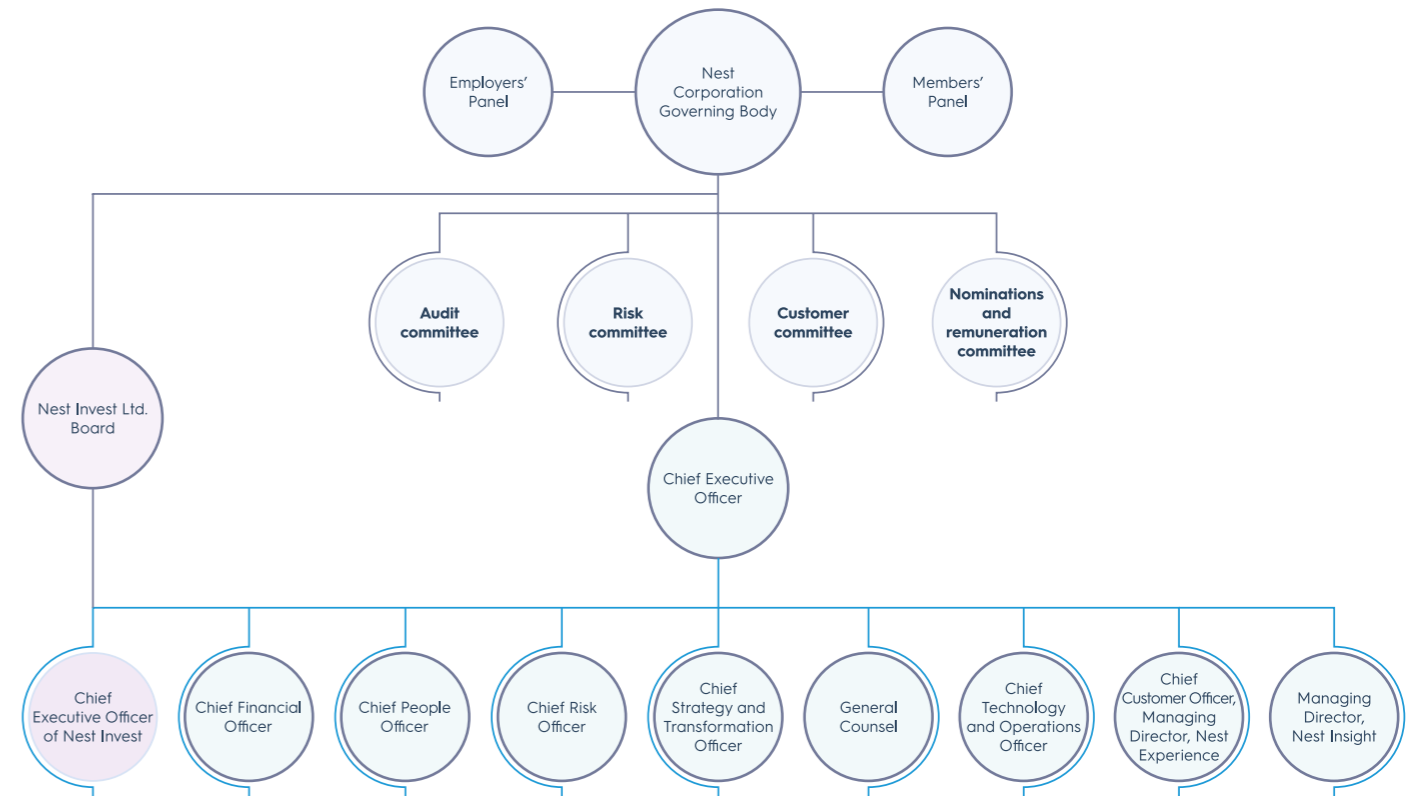 Employers’
Panel
Nest
Corporation
Governing Body
Members’
Panel
Audit
committee
Risk
committee
Customer
committee
Nominations
and
remuneration
committee
Nest Invest Ltd.
Board
Chief Executive
Officer
Chief
Executive Officer
of Nest Invest
Chief Financial
Officer
Chief People
Officer
Chief Risk
Officer
Chief
Strategy and
Transformation
Officer
General
Counsel
Chief
Technology
and Operations
Officer
Chief
Customer Officer,
Managing
Director, Nest
Experience
Managing
Director,
Nest Insight